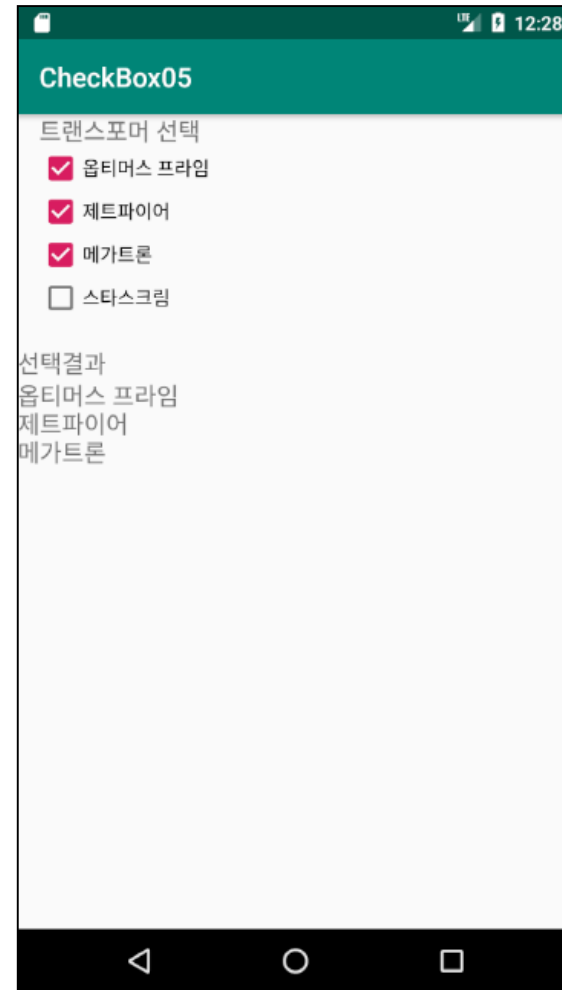 LTE 12:28
CheckBox05
트랜스포머 선택
옵티머스 프라임
제트파이어
메가트론
스타스크림
선택결과
옵티머스 프라임
제트파이어
메가트론